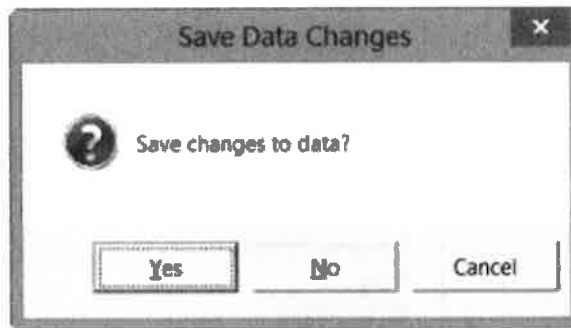 Save Data Changes
Save changes to data?
Yes No Cancel